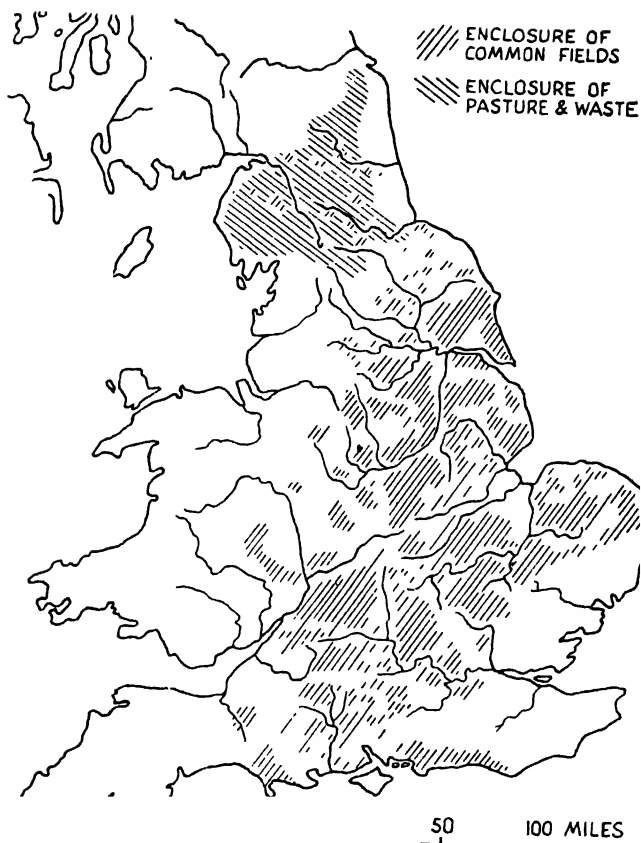 ENCLOSURE OF
COMMON FIELDS
ENCLOSURE OF
PASTURE & WASTE
50 100 MILES